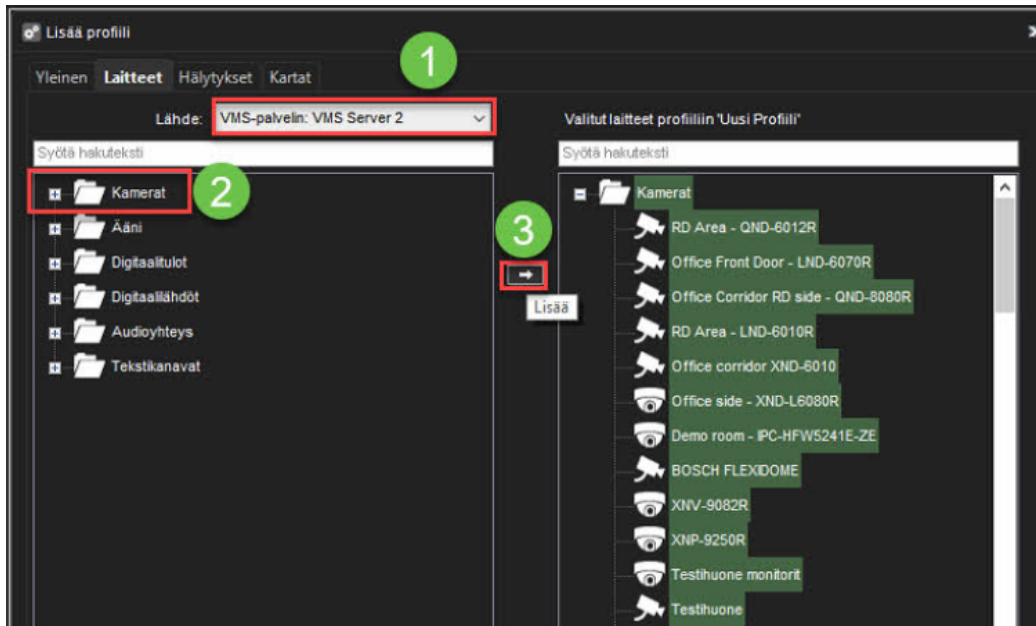 Lisää profiili
1
Yleinen Laitteet Hälytykset Kartat
Lähde: VMS-palvelin: VMS Server 2
Valitut laitteet profiiliin 'Uusi Profiili'
Syötä hakuteksti
Syötä hakuteksti
Kamerat
2
Ääni
Digitaalitulot
Digitaalilähdöt
Audioyhteys
Tekstikanavat
3
Lisää
Kamerat
RD Area - QND-6012R
Office Front Door - LND-6070R
Office Corridor RD side - QND-8080R
RD Area - LND-6010R
Office corridor XND-6010
Office side - XND-L6080R
Demo room - IPC-HFW5241E-ZE
BOSCH FLEXIDOME
XNV-9082R
XNP-9250R
Testihuone monitorit
Testihuone